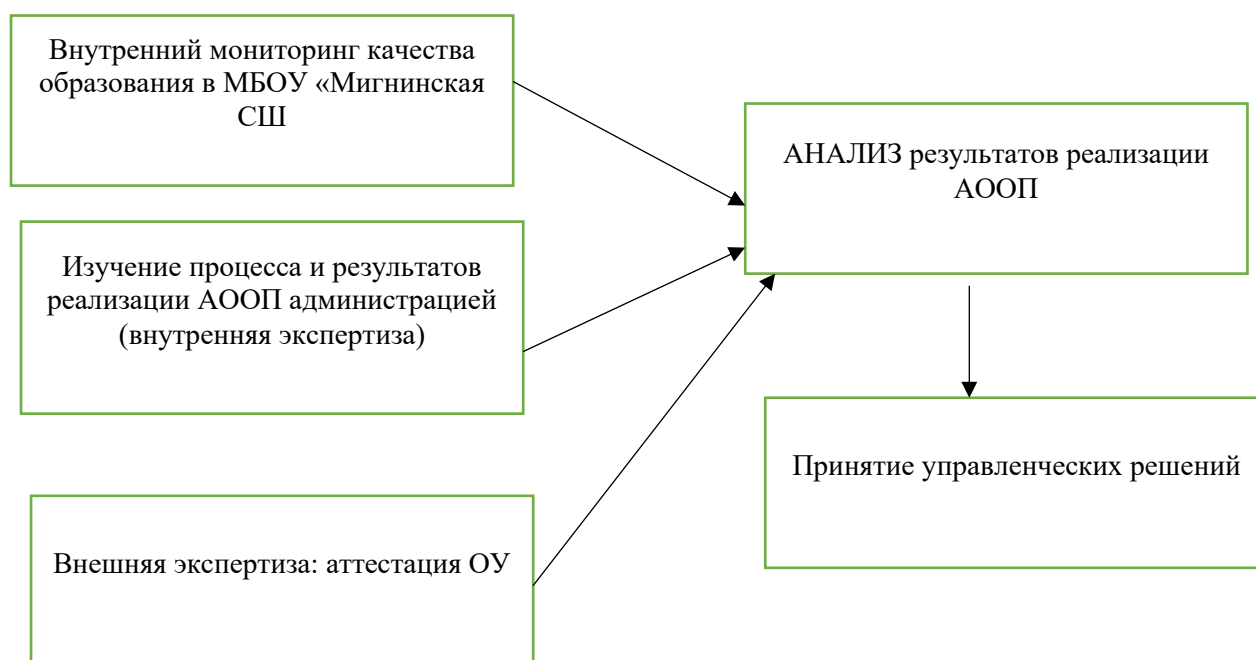 Внутренний мониторинг качества
образования в МБОУ «Мигнинская
СШ
Изучение процесса и результатов
реализации АООП администрацией
(внутренняя экспертиза)
Внешняя экспертиза: аттестация ОУ
АНАЛИЗ результатов реализации
АООП
Принятие управленческих решений